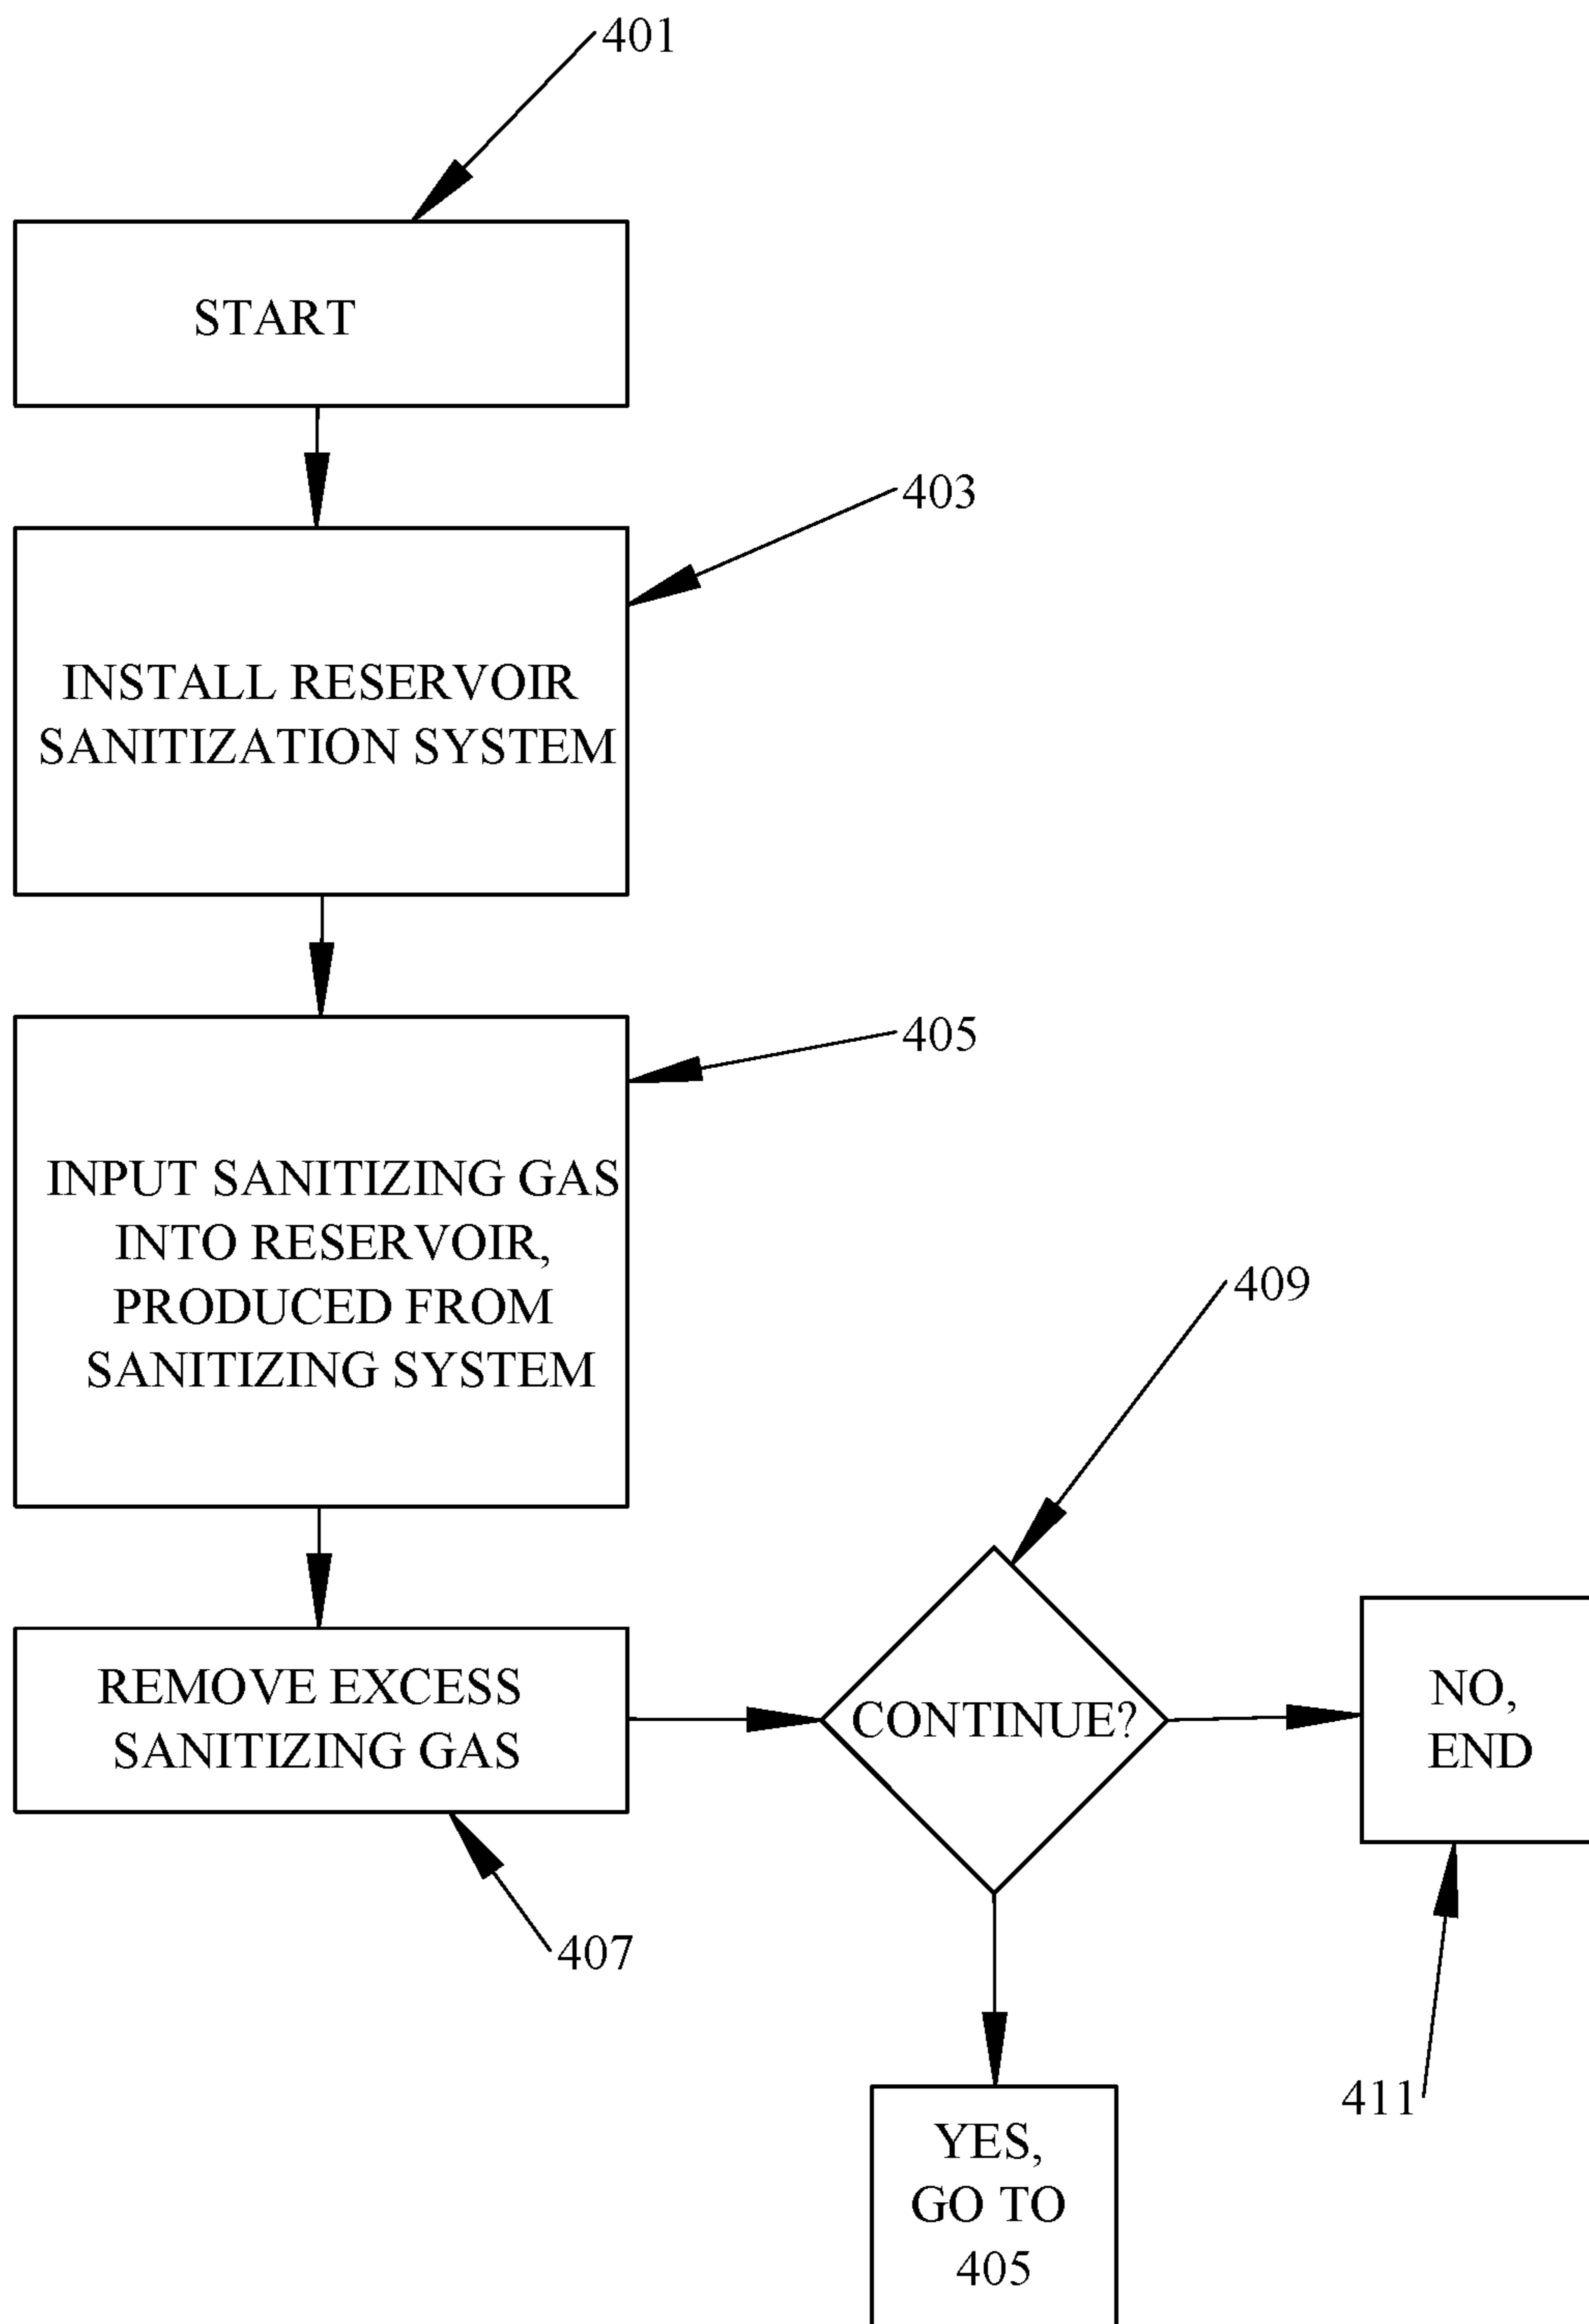 401
START
403
INSTALL RESERVOIR
SANITIZATION SYSTEM
405
INPUT SANITIZING GAS
INTO RESERVOIR,
PRODUCED FROM
SANITIZING SYSTEM
409
REMOVE EXCESS
SANITIZING GAS
CONTINUE?
NO,
END
407
411
YES,
GO TO
405